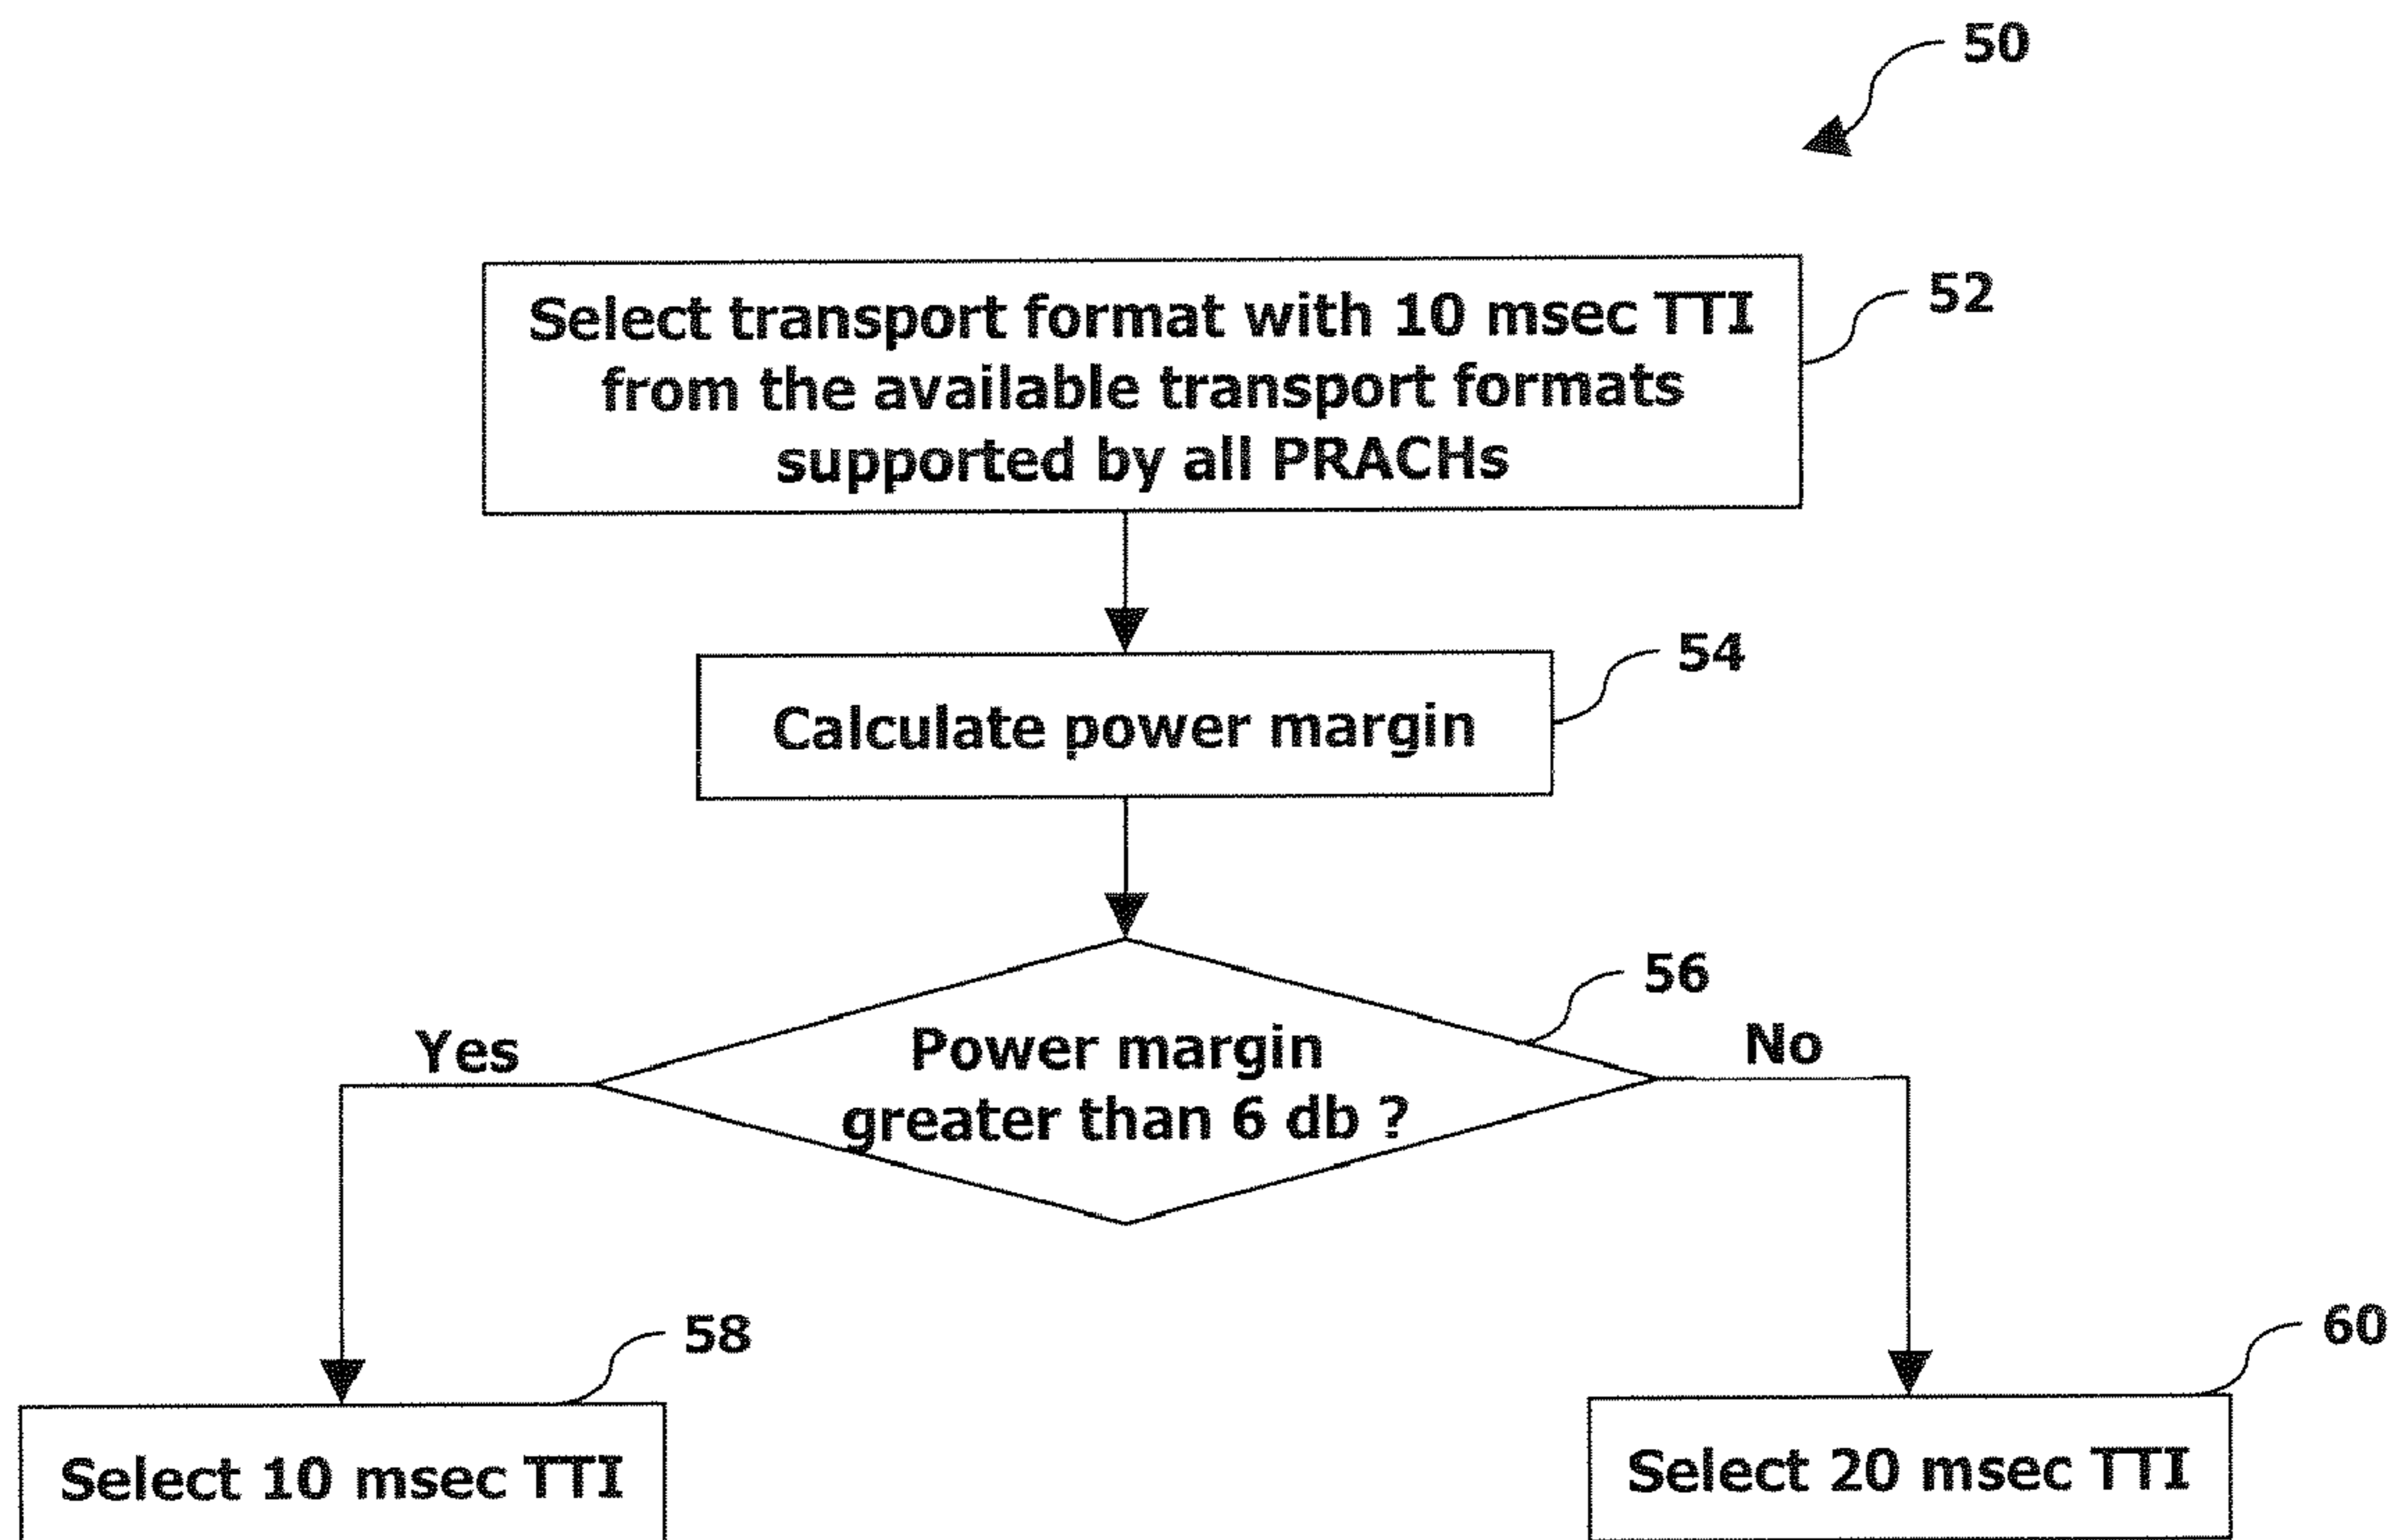 50
Select transport format with 10 msec TTI
from the available transport formats
supported by all PRACHs
52
Calculate power margin
54
Power margin
greater than 6 db ?
56
Yes
No
Select 10 msec TTI
58
Select 20 msec TTI
60